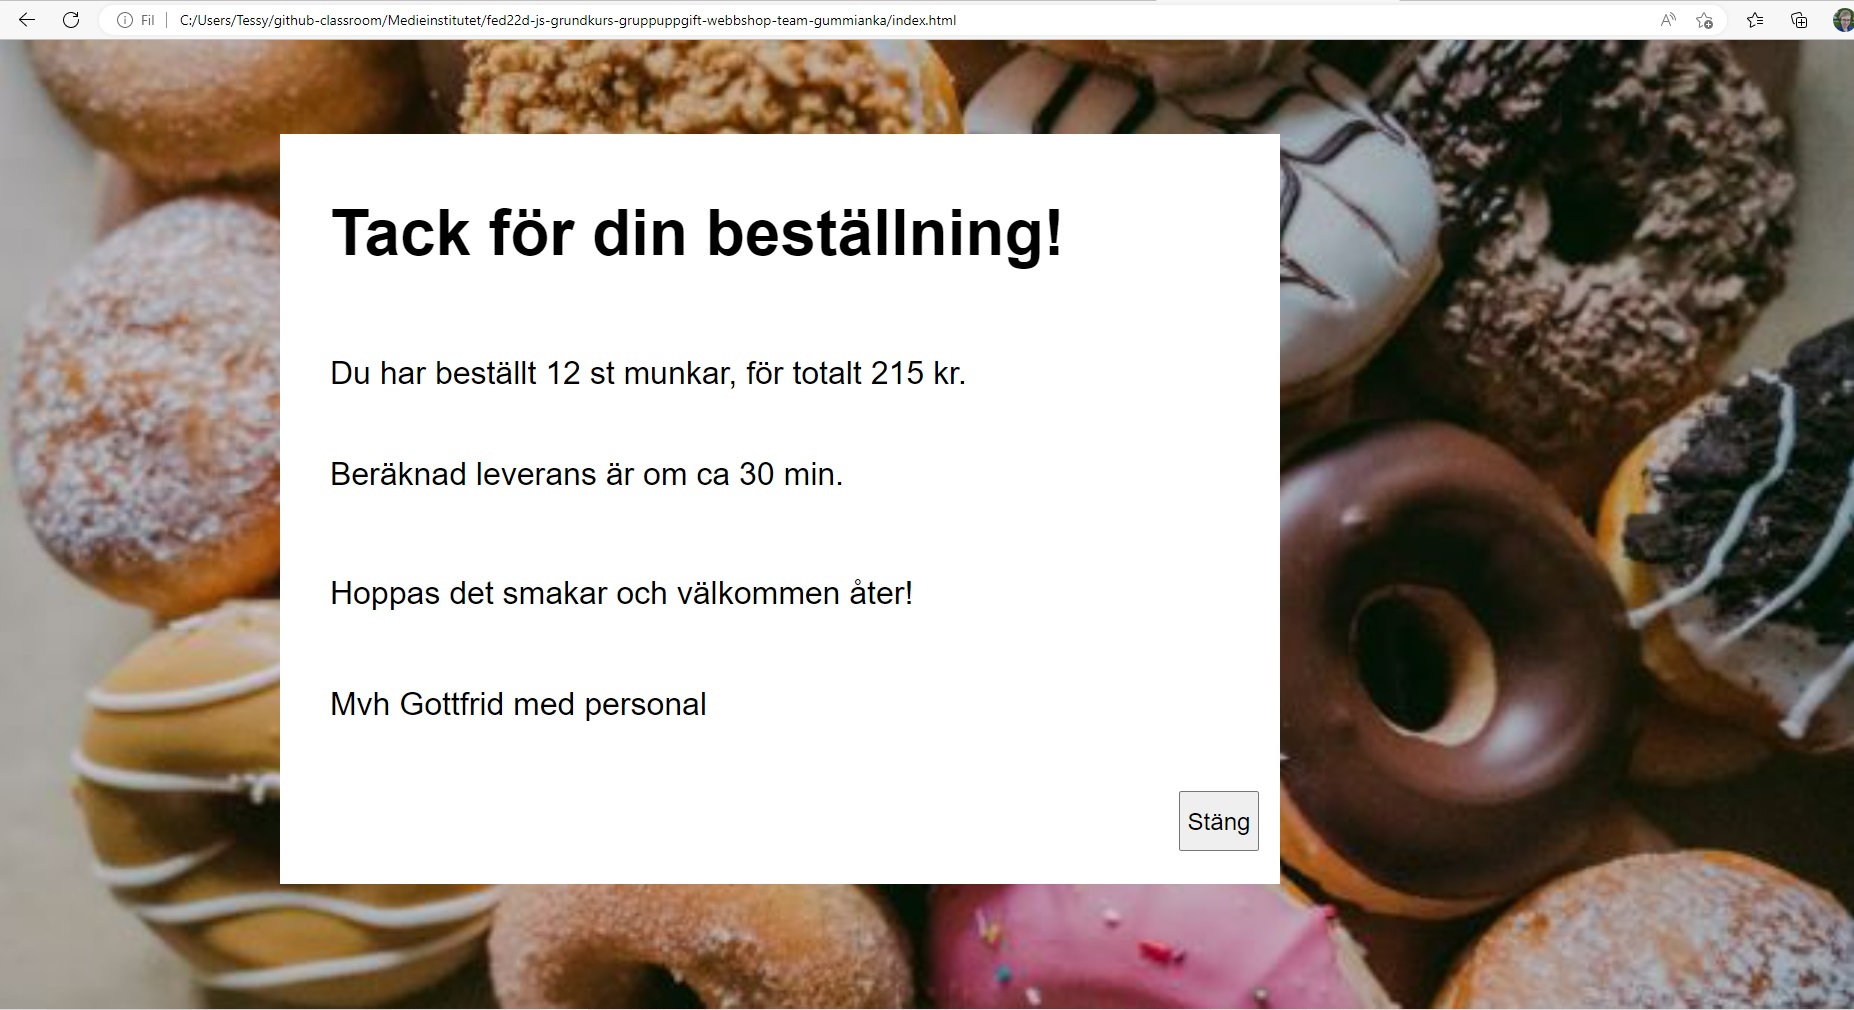 Fil
C:/Users/Tessy/github-classroom/Medieinstitutet/fed22d-js-grundkurs-gruppuppgift-webbshop-team-gummianka/index.html
Tack för din beställning!
Du har beställt 12 st munkar, för totalt 215 kr.
Beräknad leverans är om ca 30 min.
Hoppas det smakar och välkommen åter!
Mvh Gottfrid med personal
Stäng